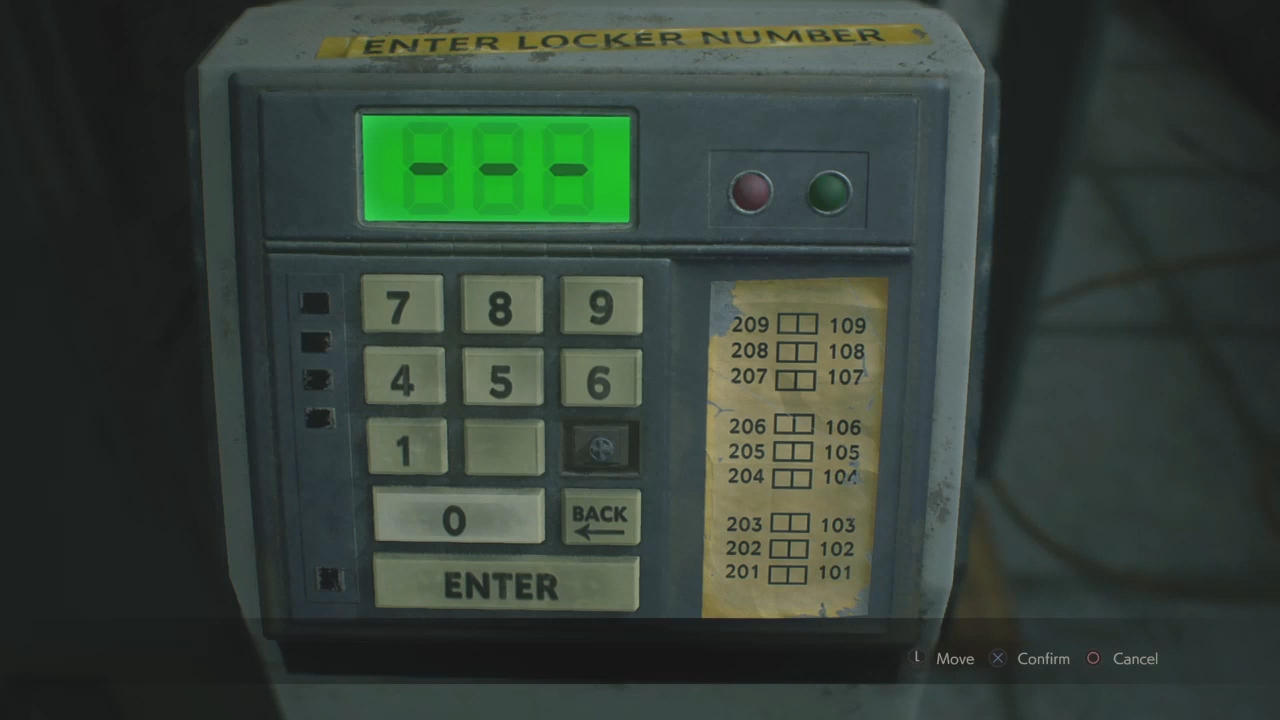 ENTER LOCKER NUMBER
- - -
7 8 9
4 5 6
1
0 BACK
ENTER
209 109
208 108
207 107
206 106
205 105
204 104
203 103
202 102
201 101
L Move Confirm Cancel